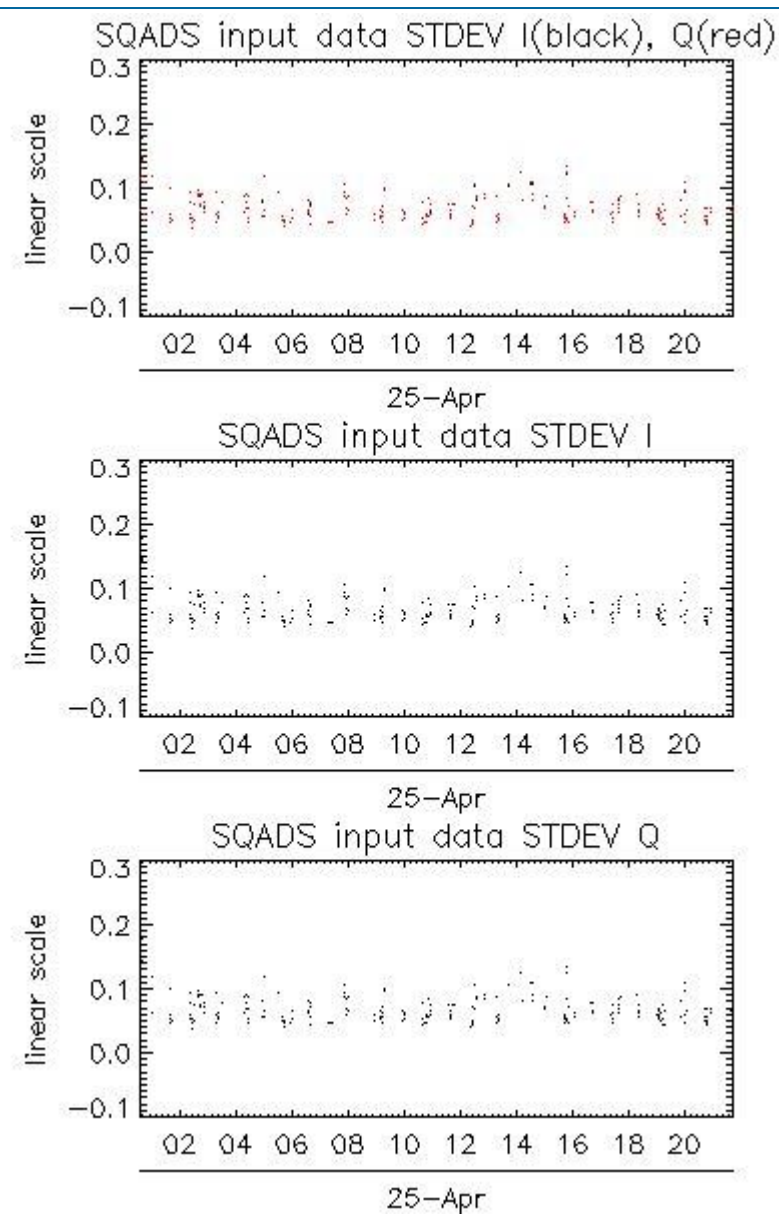 SQADS input data STDEV I(black), Q(red)
0.3
0.2
0.1
0.0
-0.1
linear scale
02 04 06 08 10 12 14 16 18 20
25-Apr
SQADS input data STDEV I
0.3
0.2
0.1
0.0
-0.1
linear scale
02 04 06 08 10 12 14 16 18 20
25-Apr
SQADS input data STDEV Q
0.3
0.2
0.1
0.0
-0.1
linear scale
02 04 06 08 10 12 14 16 18 20
25-Apr